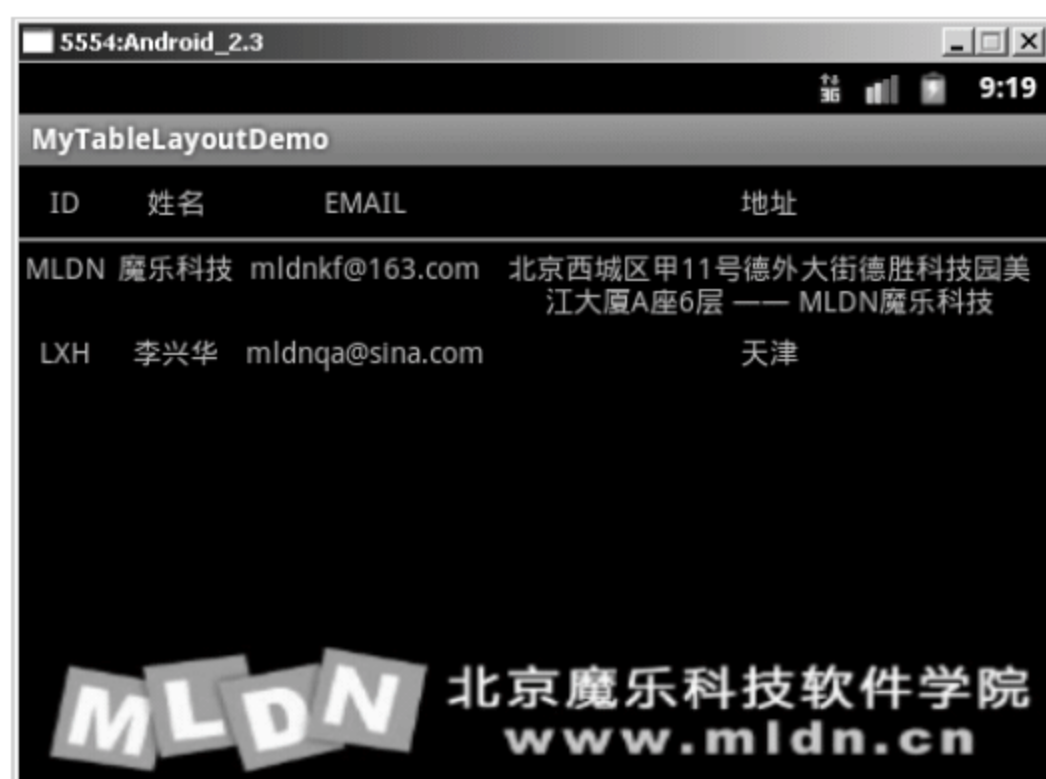 5554:Android_2.3
3G 9:19
MyTableLayoutDemo
ID 姓名 EMAIL 地址
MLDN 魔乐科技 mldnkf@163.com 北京西城区甲11号德外大街德胜科技园美
江大厦A座6层 —— MLDN魔乐科技
LXH 李兴华 mldnqa@sina.com 天津
MLDN 北京魔乐科技软件学院
www.mldn.cn